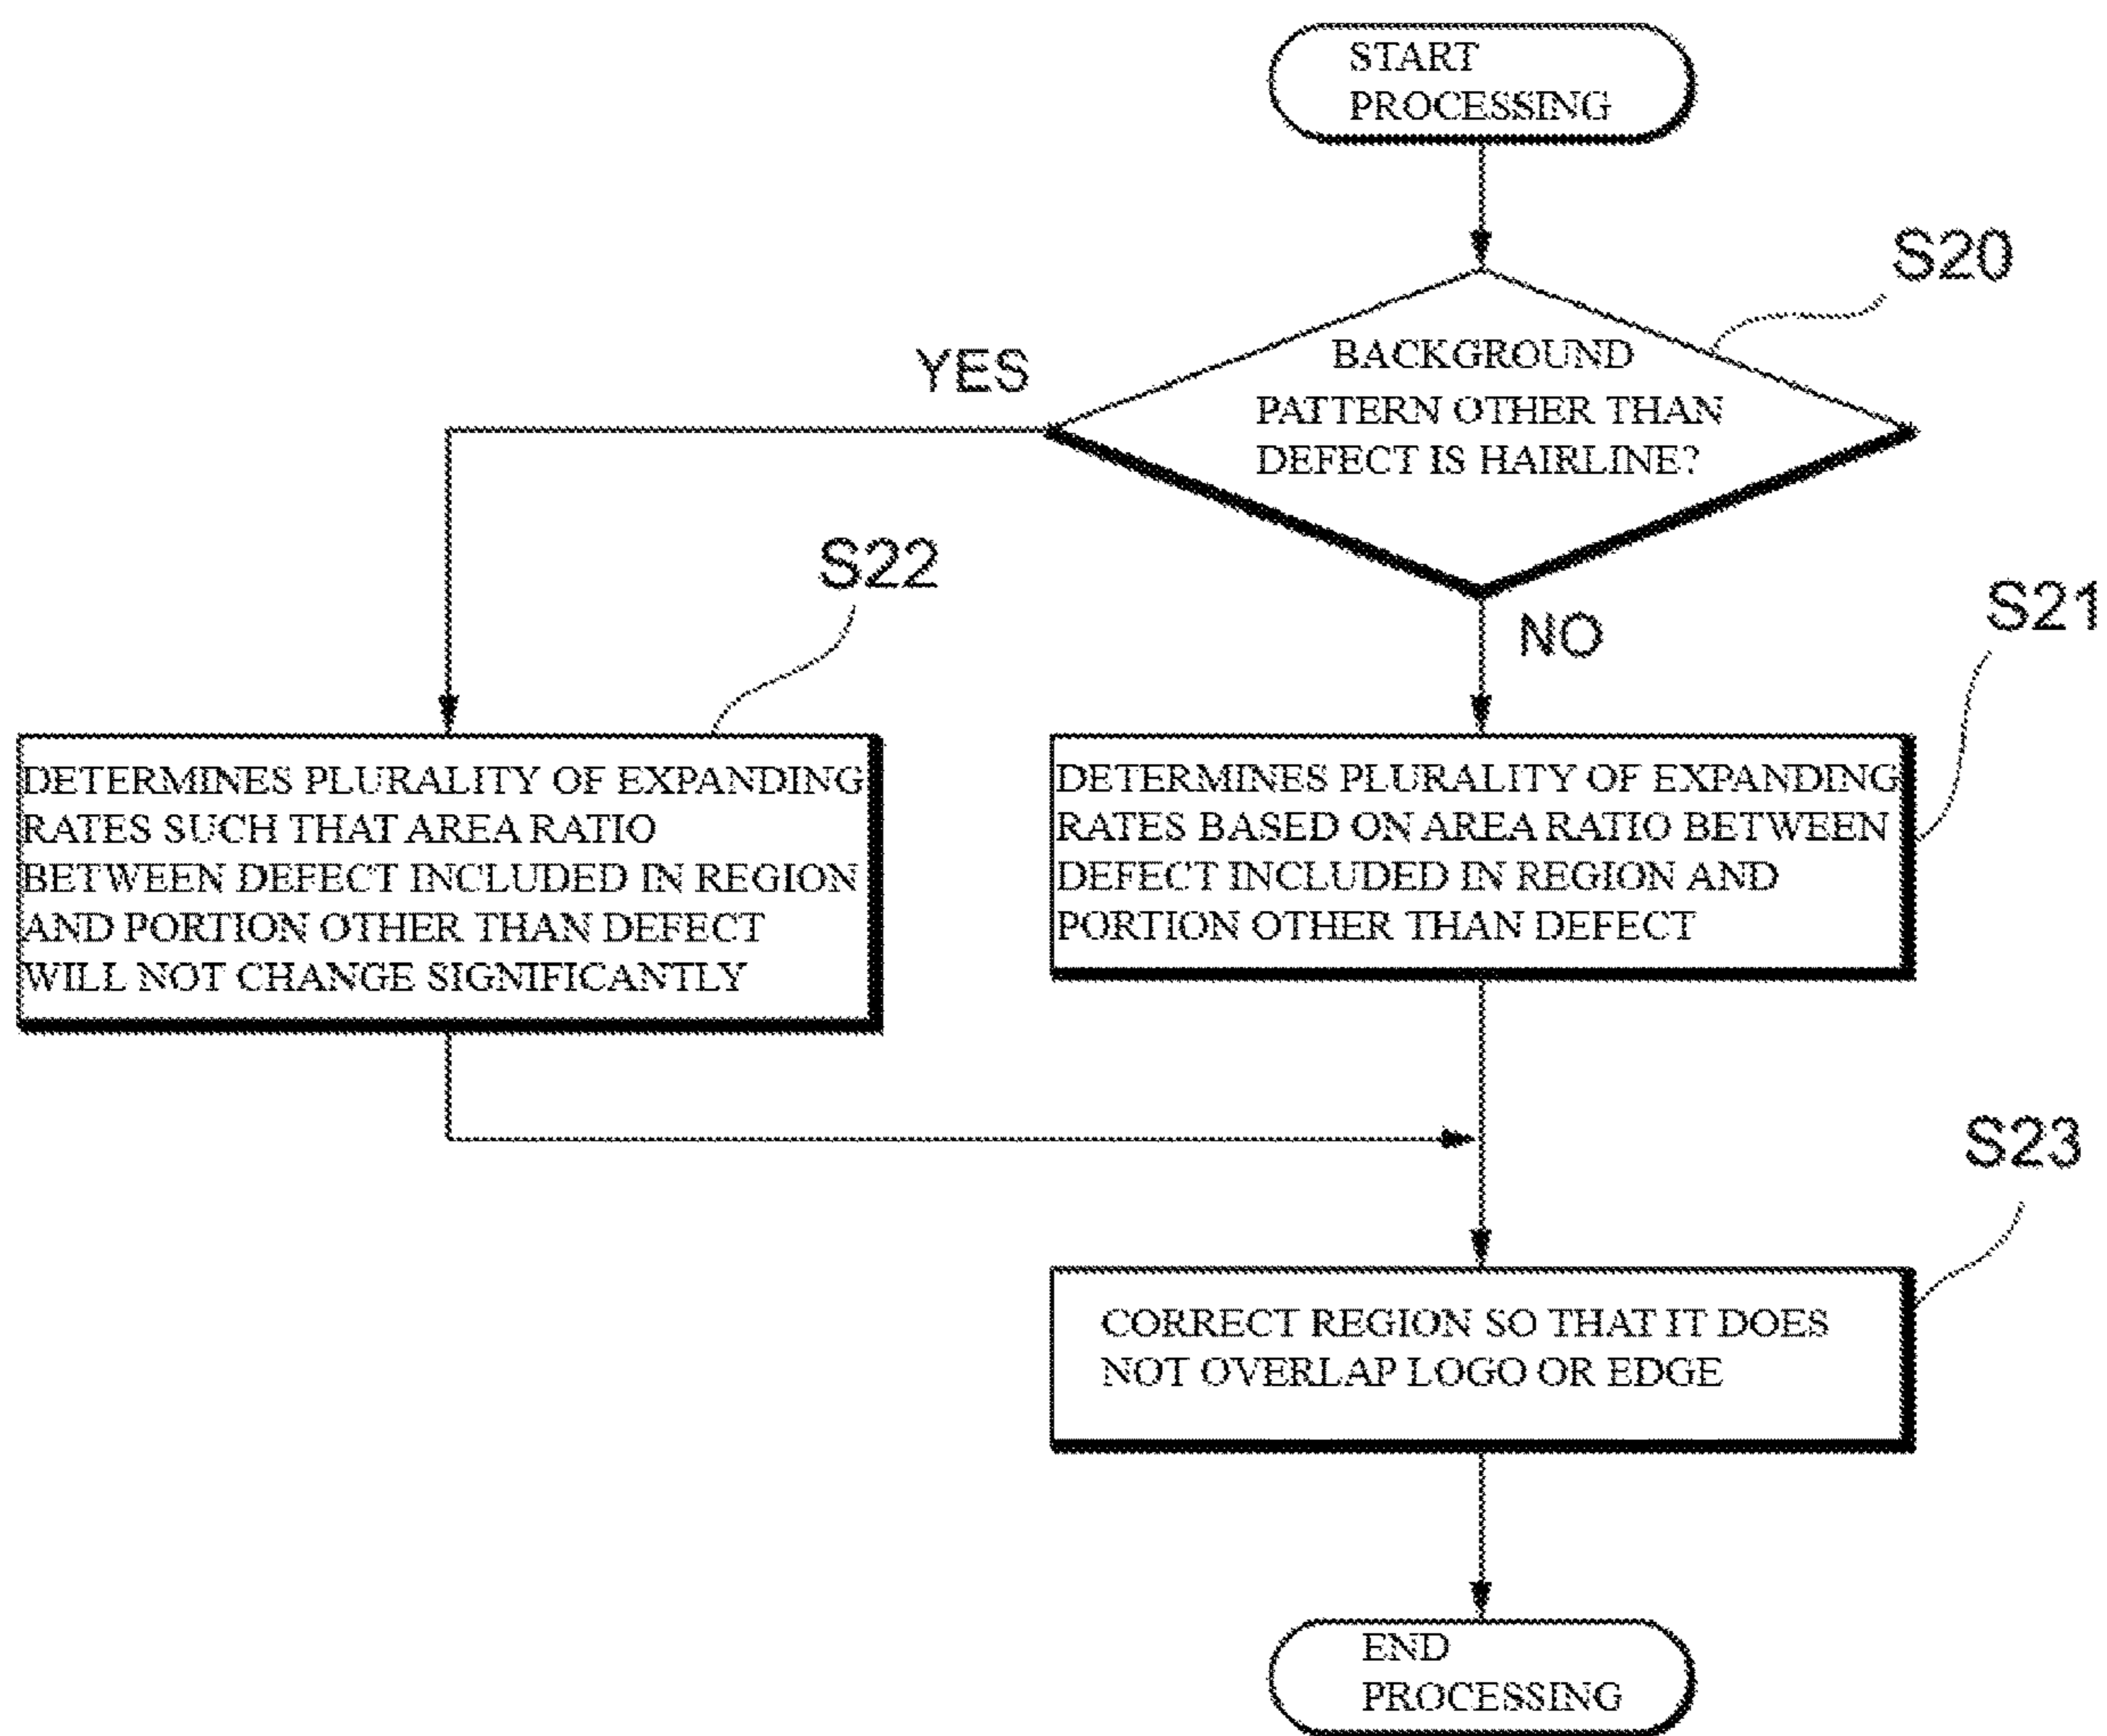 START
PROCESSING
S20
BACKGROUND
PATTERN OTHER THAN
DEFECT IS HAIRLINE?
YES
NO
S22
DETERMINES PLURALITY OF EXPANDING
RATES SUCH THAT AREA RATIO
BETWEEN DEFECT INCLUDED IN REGION
AND PORTION OTHER THAN DEFECT
WILL NOT CHANGE SIGNIFICANTLY
S21
DETERMINES PLURALITY OF EXPANDING
RATES BASED ON AREA RATIO BETWEEN
DEFECT INCLUDED IN REGION AND
PORTION OTHER THAN DEFECT
S23
CORRECT REGION SO THAT IT DOES
NOT OVERLAP LOGO OR EDGE
END
PROCESSING